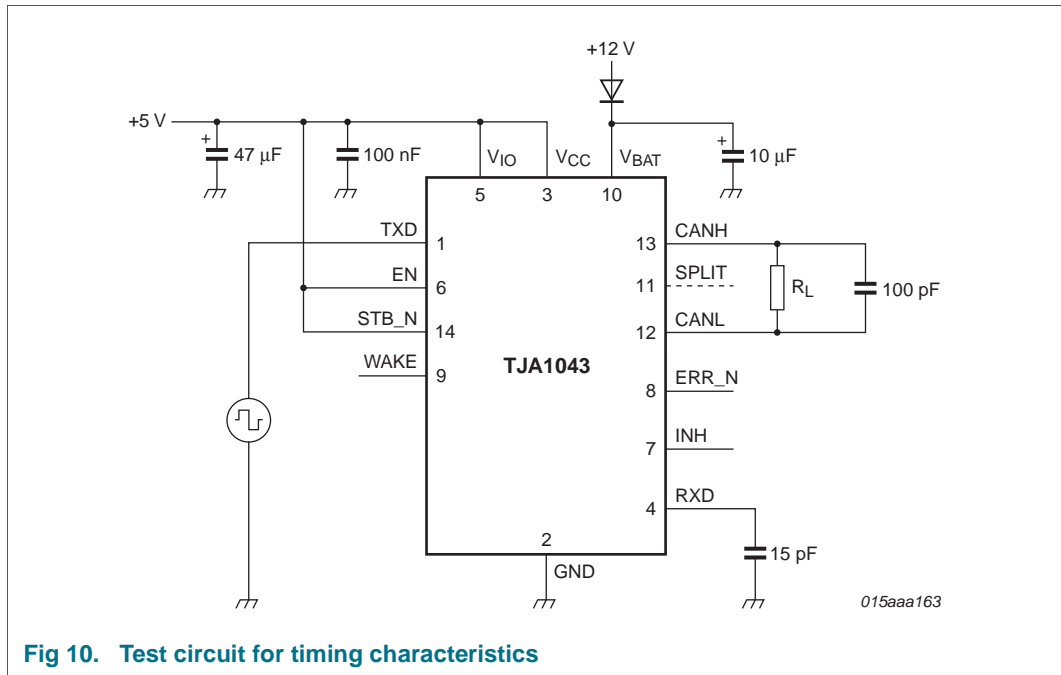 +12 V
+5 V
+
47 μF
100 nF
VIO
VCC
VBAT
+
10 μF
5
3
10
TXD
1
13
CANH
EN
6
11
SPLIT
RL
100 pF
STB_N
14
12
CANL
WAKE
9
TJA1043
8
ERR_N
7
INH
4
RXD
2
GND
15 pF
015aaa163
Fig 10. Test circuit for timing characteristics